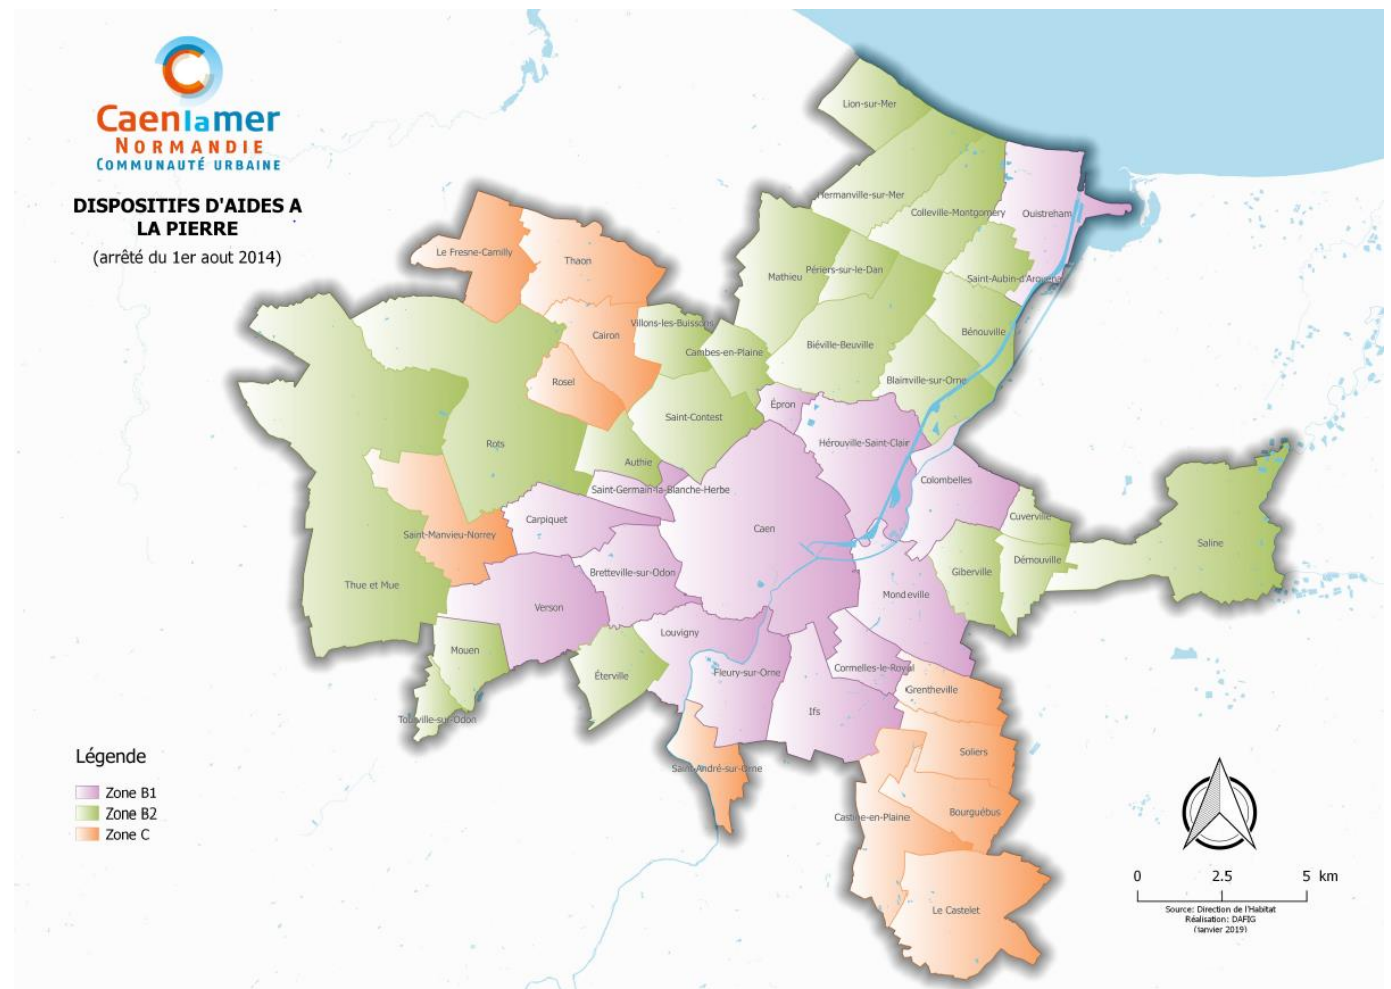 Caenlamer
NORMANDIE
COMMUNAUTÉ URBAINE
DISPOSITIFS D'AIDES A
LA PIERRE
(arrêté du 1er aout 2014)
Lion-sur-Mer
Hermanville-sur-Mer
Colleville-Montgomery
Ouistreham
Le Fresne-Camilly
Thaon
Mathieu
Périers-sur-le-Dan
Saint-Aubin-d'Arquenay
Villons-les-Buissons
Cairon
Bénouville
Cambes-en-Plaine
Biéville-Beuville
Rosel
Blainville-sur-Orne
Épron
Saint-Contest
Rots
Hérouville-Saint-Clair
Authie
Saint-Germain-la-Blanche-Herbe
Colombelles
Carpiquet
Caen
Cuverville
Saint-Manvieu-Norrey
Saline
Démouville
Bretteville-sur-Odon
Giberville
Thue et Mue
Verson
Mondeville
Louvigny
Mouen
Cormelles-le-Royal
Éterville
Fleury-sur-Orne
Grentheville
Ifs
Tourville-sur-Odon
Soliers
Saint-André-sur-Orne
Bourguébus
Castine-en-Plaine
Le Castelet
Légende
Zone B1
Zone B2
Zone C
0 2.5 5 km
Source: Direction de l'Habitat
Réalisation: DAFIG
(Janvier 2019)